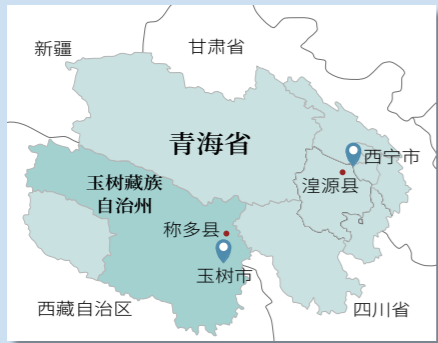 新疆
甘肃省
青海省
西宁市
湟源县
玉树藏族
自治州
称多县
玉树市
西藏自治区
四川省